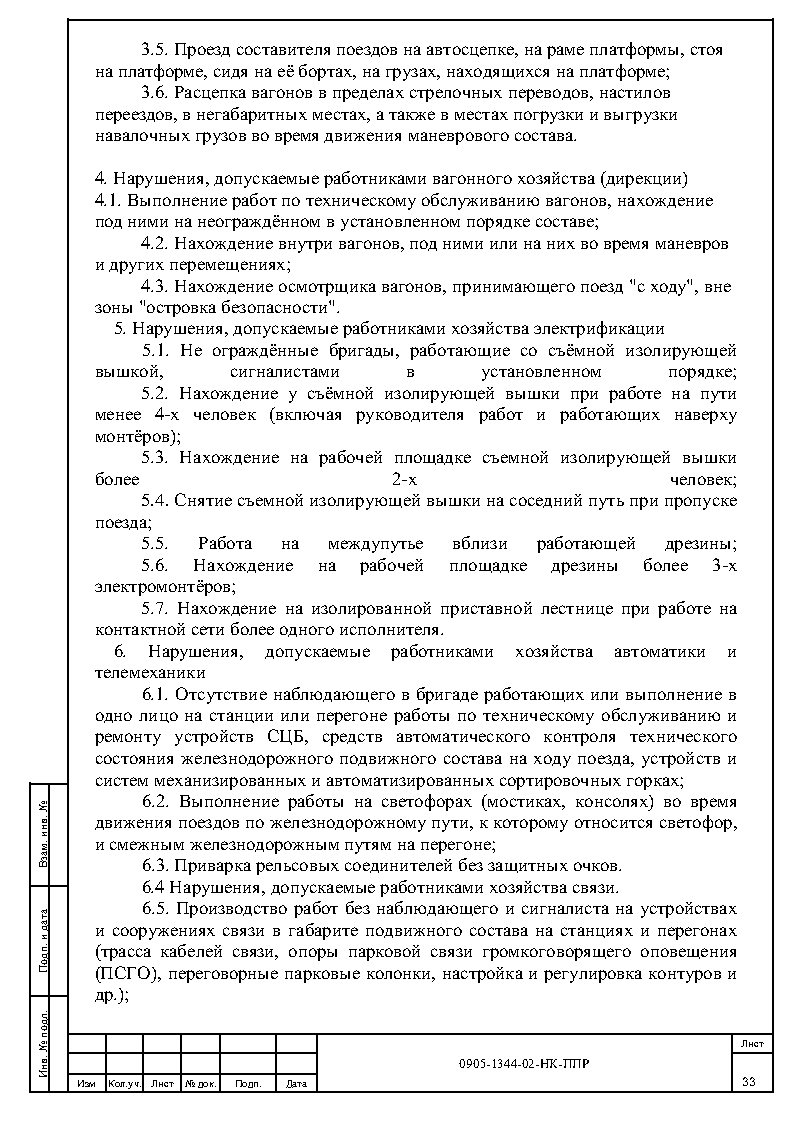 3.5. Проезд составителя поездов на автосцепке, на раме платформы, стоя
на платформе, сидя на её бортах, на грузах, находящихся на платформе;
3.6. Расцепка вагонов в пределах стрелочных переводов, настилов
переездов, в негабаритных местах, а также в местах погрузки и выгрузки
навалочных грузов во время движения маневрового состава.
4. Нарушения, допускаемые работниками вагонного хозяйства (дирекции)
4.1. Выполнение работ по техническому обслуживанию вагонов, нахождение
под ними на неограждённом в установленном порядке составе;
4.2. Нахождение внутри вагонов, под ними или на них во время маневров
и других перемещениях;
4.3. Нахождение осмотрщика вагонов, принимающего поезд "с ходу", вне
зоны "островка безопасности".
5. Нарушения, допускаемые работниками хозяйства электрификации
5.1. Не ограждённые бригады, работающие со съёмной изолирующей
вышкой, сигналистами в установленном порядке;
5.2. Нахождение у съёмной изолирующей вышки при работе на пути
менее 4-х человек (включая руководителя работ и работающих наверху
монтёров);
5.3. Нахождение на рабочей площадке съемной изолирующей вышки
более 2-х человек;
5.4. Снятие съемной изолирующей вышки на соседний путь при пропуске
поезда;
5.5. Работа на междупутье вблизи работающей дрезины;
5.6. Нахождение на рабочей площадке дрезины более 3-х
электромонтёров;
5.7. Нахождение на изолированной приставной лестнице при работе на
контактной сети более одного исполнителя.
6. Нарушения, допускаемые работниками хозяйства автоматики и
телемеханики
6.1. Отсутствие наблюдающего в бригаде работающих или выполнение в
одно лицо на станции или перегоне работы по техническому обслуживанию и
ремонту устройств СЦБ, средств автоматического контроля технического
состояния железнодорожного подвижного состава на ходу поезда, устройств и
систем механизированных и автоматизированных сортировочных горках;
6.2. Выполнение работы на светофорах (мостиках, консолях) во время
движения поездов по железнодорожному пути, к которому относится светофор,
и смежным железнодорожным путям на перегоне;
6.3. Приварка рельсовых соединителей без защитных очков.
6.4 Нарушения, допускаемые работниками хозяйства связи.
6.5. Производство работ без наблюдающего и сигналиста на устройствах
и сооружениях связи в габарите подвижного состава на станциях и перегонах
(трасса кабелей связи, опоры парковой связи громкоговорящего оповещения
(ПСГО), переговорные парковые колонки, настройка и регулировка контуров и
др.);
Взам. инв. №
Подп. и дата
Инв. № подл.
Изм Кол.уч. Лист № док. Подп. Дата
0905-1344-02-НК-ППР
Лист
33